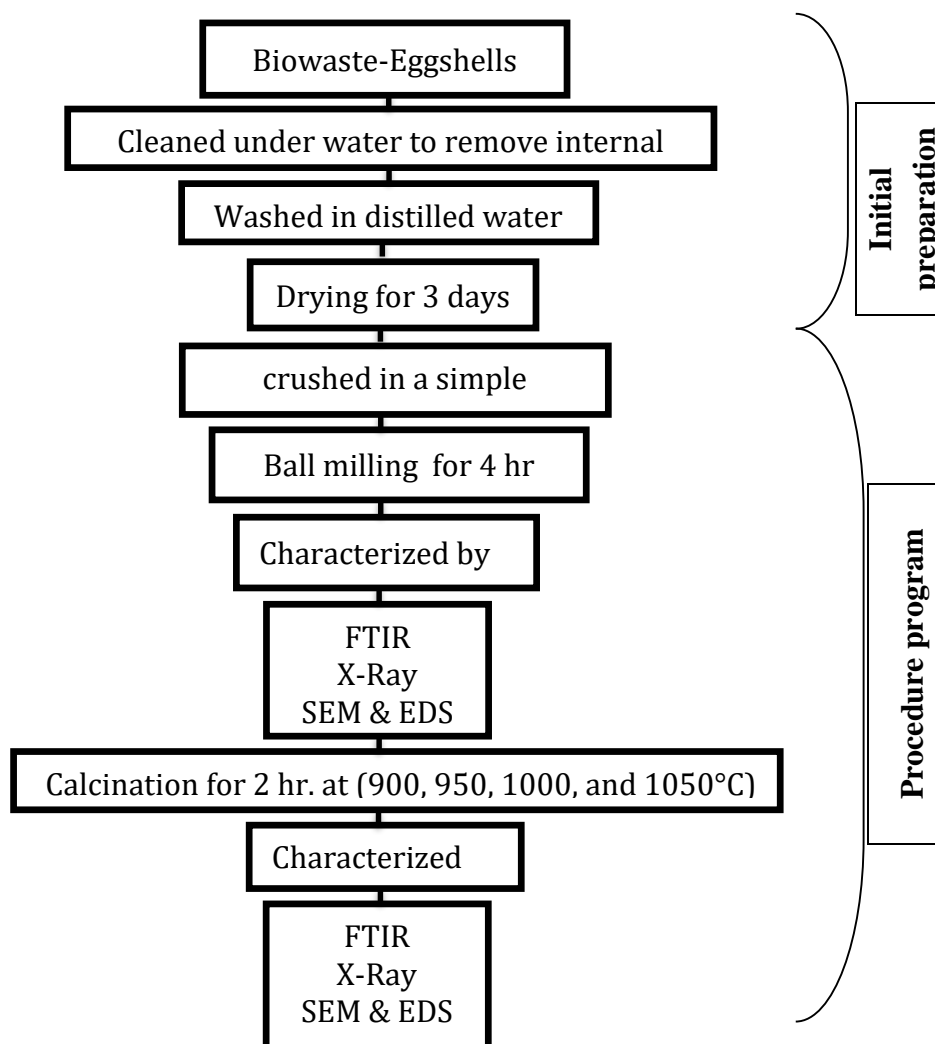 Biowaste-Eggshells
Cleaned under water to remove internal
Washed in distilled water
Drying for 3 days
Initial
preparation
crushed in a simple
Ball milling for 4 hr
Characterized by
FTIR
X-Ray
SEM & EDS
Calcination for 2 hr. at (900, 950, 1000, and 1050°C)
Characterized
FTIR
X-Ray
SEM & EDS
Procedure program